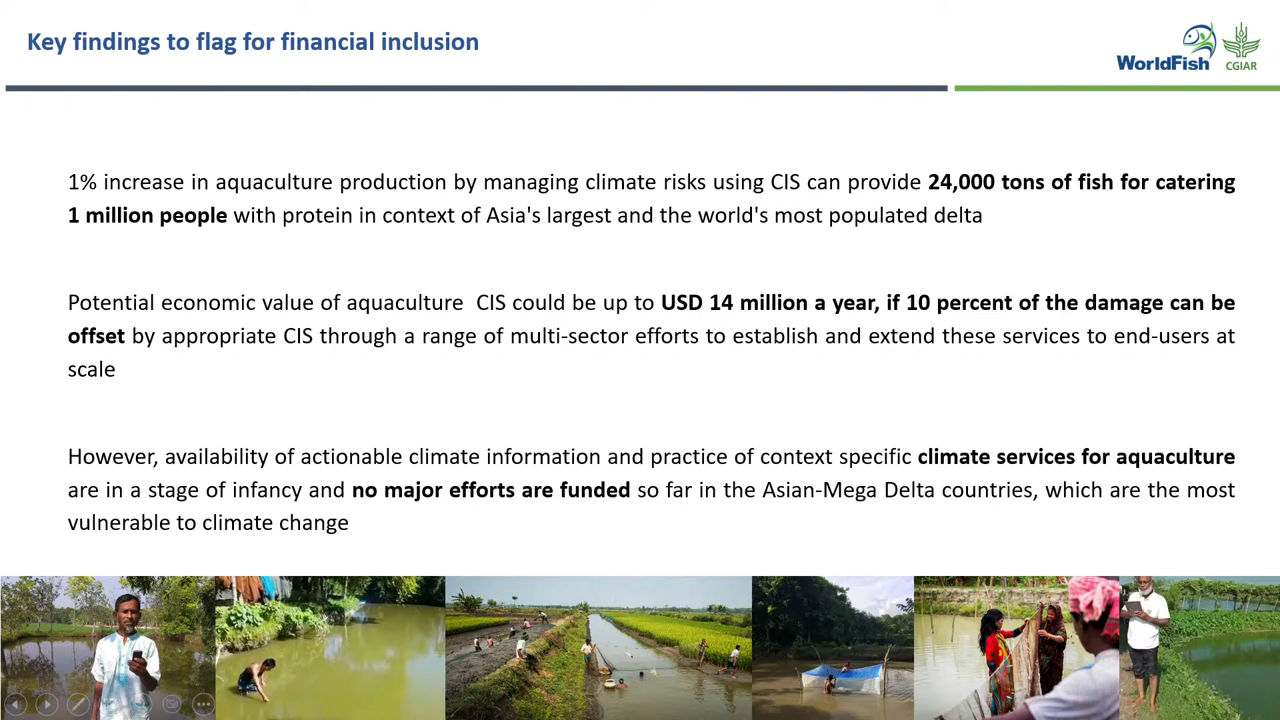 Key findings to flag for financial inclusion
WorldFish
CGIAR
1% increase in aquaculture production by managing climate risks using CIS can provide 24,000 tons of fish for catering
1 million people with protein in context of Asia's largest and the world's most populated delta
Potential economic value of aquaculture  CIS could be up to USD 14 million a year, if 10 percent of the damage can be
offset by appropriate CIS through a range of multi-sector efforts to establish and extend these services to end-users at
scale
However, availability of actionable climate information and practice of context specific climate services for aquaculture
are in a stage of infancy and no major efforts are funded so far in the Asian-Mega Delta countries, which are the most
vulnerable to climate change